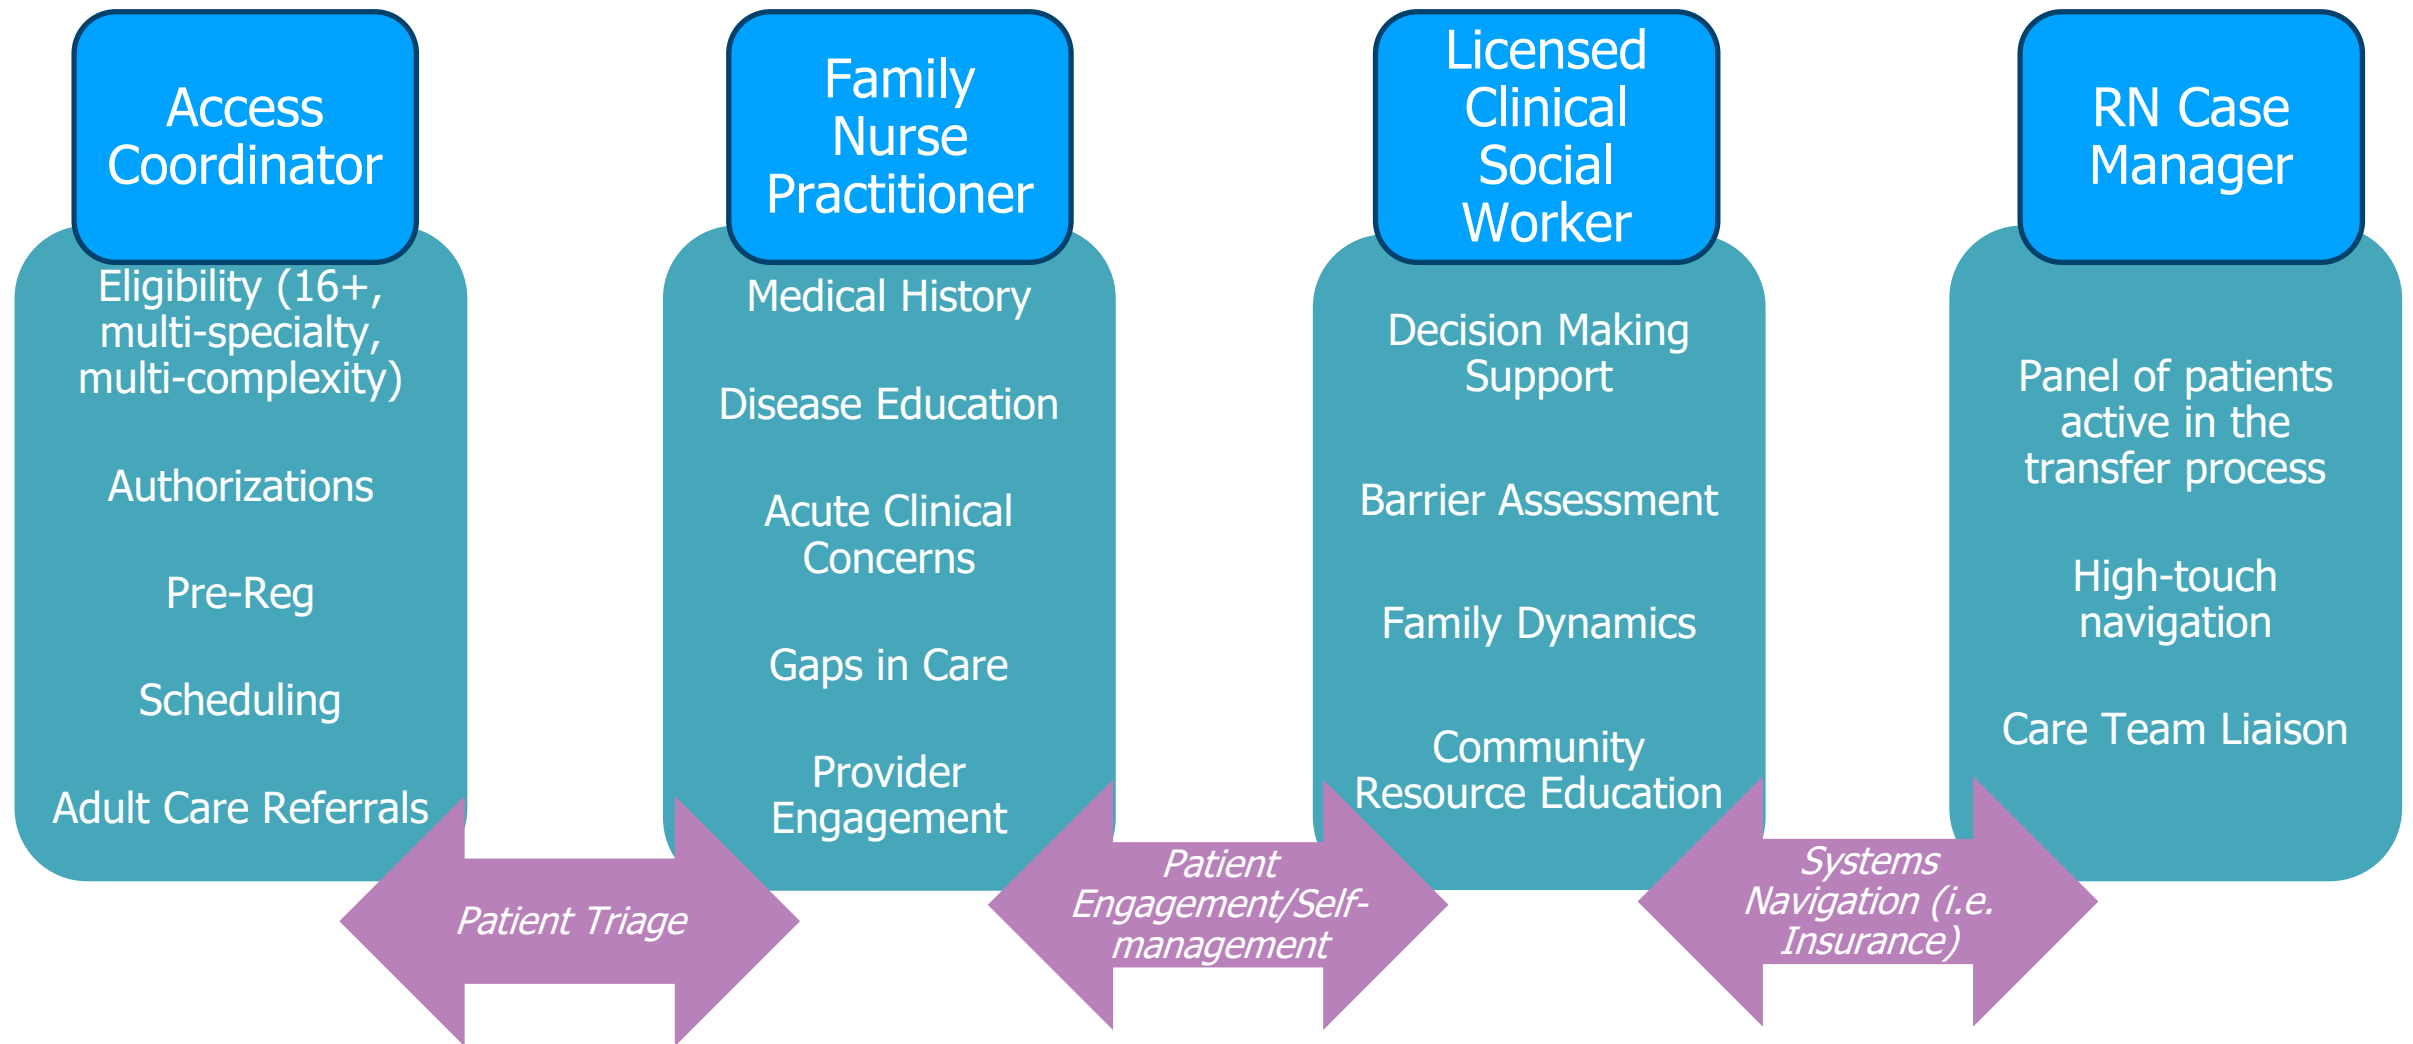 Access
Coordinator
Eligibility (16+,
multi-specialty,
multi-complexity)
Authorizations
Pre-Reg
Scheduling
Adult Care Referrals
Patient Triage
Family
Nurse
Practitioner
Medical History
Disease Education
Acute Clinical
Concerns
Gaps in Care
Provider
Engagement
Patient
Engagement/Self-
management
Licensed
Clinical
Social
Worker
Decision Making
Support
Barrier Assessment
Family Dynamics
Community
Resource Education
Systems
Navigation (i.e.
Insurance)
RN Case
Manager
Panel of patients
active in the
transfer process
High-touch
navigation
Care Team Liaison